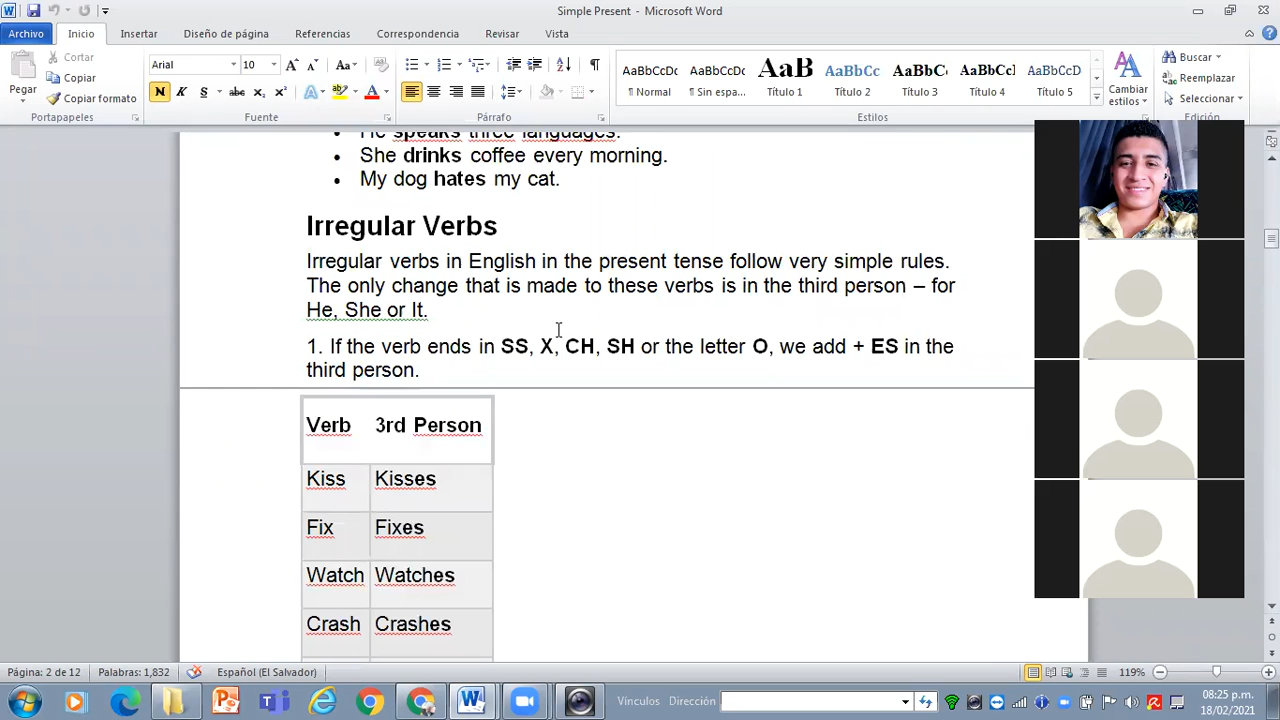 Simple Present - Microsoft Word
Archivo Inicio Insertar Diseño de página Referencias Correspondencia Revisar Vista
Pegar
Cortar
Copiar
Copiar formato
Portapapeles
Arial 10
N K S abc x₂ x²
Fuente
Párrafo
AaBbCcDc AaBbCcDc AaB AaBbCc AaBbC AaBbCc AaBbCcD
¶ Normal ¶ Sin espa... Título 1 Título 2 Título 3 Título 4 Título 5
Estilos
Cambiar estilos
Buscar
Reemplazar
Seleccionar
Edición
He speaks three languages.
She drinks coffee every morning.
My dog hates my cat.
Irregular Verbs
Irregular verbs in English in the present tense follow very simple rules.
The only change that is made to these verbs is in the third person – for
He, She or It.
1. If the verb ends in SS, X, CH, SH or the letter O, we add + ES in the
third person.
Verb 3rd Person
Kiss Kisses
Fix Fixes
Watch Watches
Crash Crashes
Página: 2 de 12 Palabras: 1,832 Español (El Salvador) 119%
Vínculos Dirección
08:25 p.m.
18/02/2021